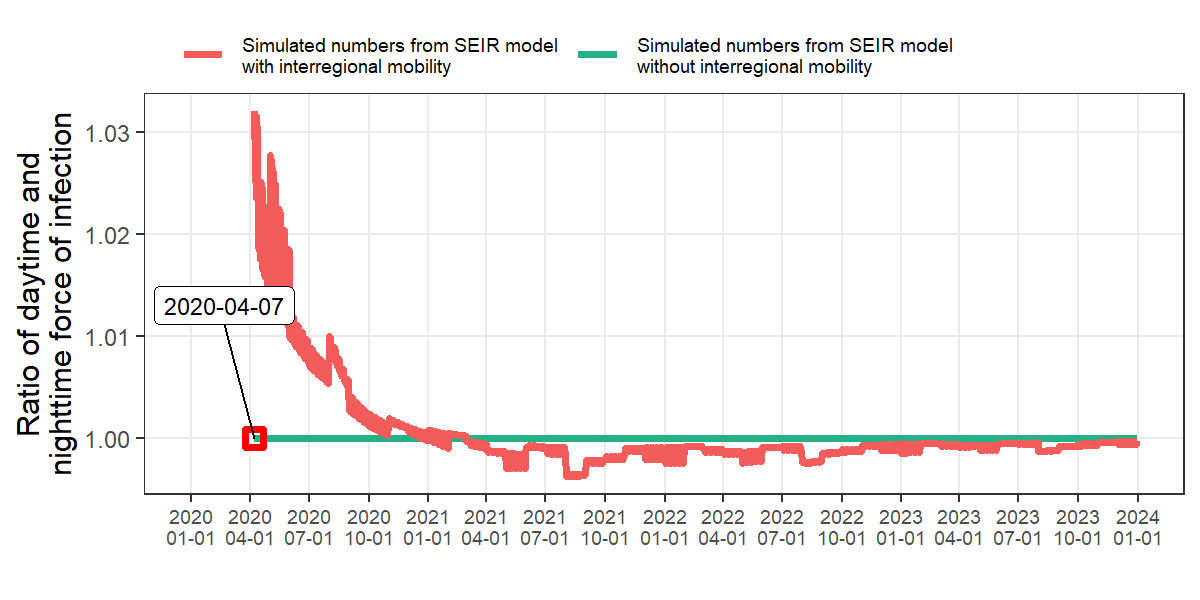 Simulated numbers from SEIR model
with interregional mobility
Simulated numbers from SEIR model
without interregional mobility
Ratio of daytime and
nighttime force of infection
1.03
1.02
1.01
1.00
2020-04-07
2020 2020 2020 2020 2021 2021 2021 2021 2022 2022 2022 2022 2023 2023 2023 2023 2024
01-01 04-01 07-01 10-01 01-01 04-01 07-01 10-01 01-01 04-01 07-01 10-01 01-01 04-01 07-01 10-01 01-01